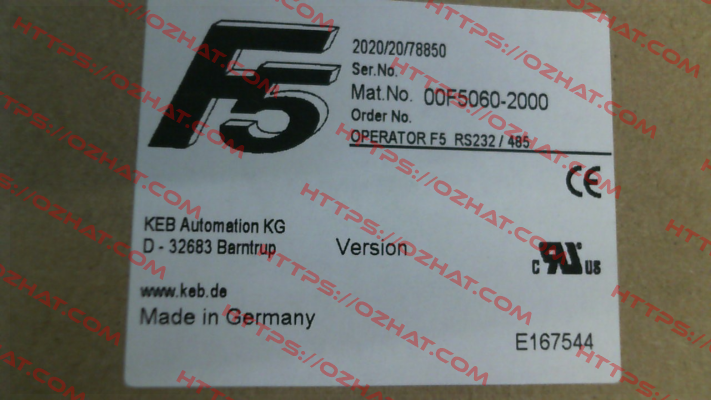 F5
2020/20/78850
Ser.No.
Mat.No. 00F5060-2000
Order No.
OPERATOR F5 RS232 / 485
CE
KEB Automation KG
D - 32683 Barntrup
Version
c RU us
www.keb.de
Made in Germany
E167544
HTTPS://OZHAT.COM